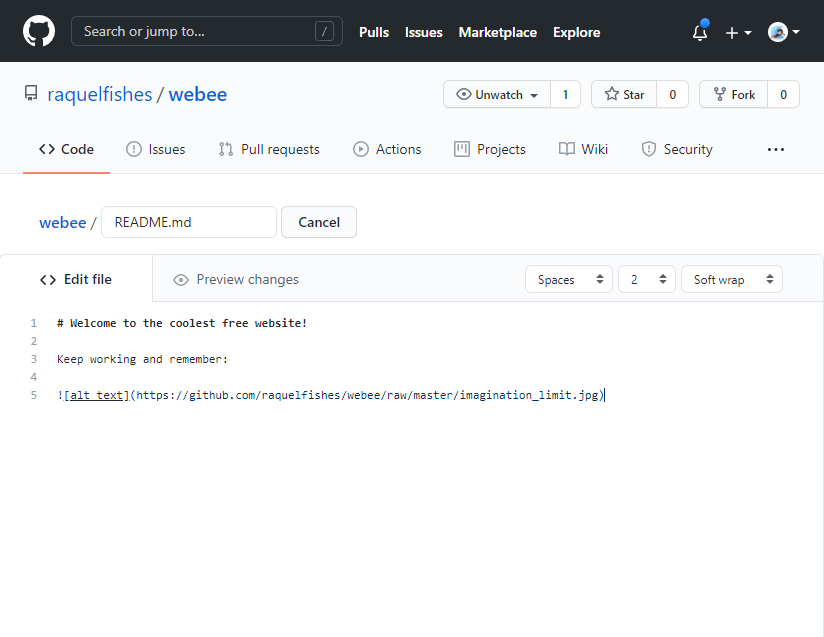 Search or jump to... /
Pulls Issues Marketplace Explore
raquelfishes / webee
Unwatch 1 Star 0 Fork 0
Code Issues Pull requests Actions Projects Wiki Security ...
webee / README.md Cancel
Edit file Preview changes Spaces 2 Soft wrap
1 # Welcome to the coolest free website!
2
3 Keep working and remember:
4
5 ![alt text](https://github.com/raquelfishes/webee/raw/master/imagination_limit.jpg)